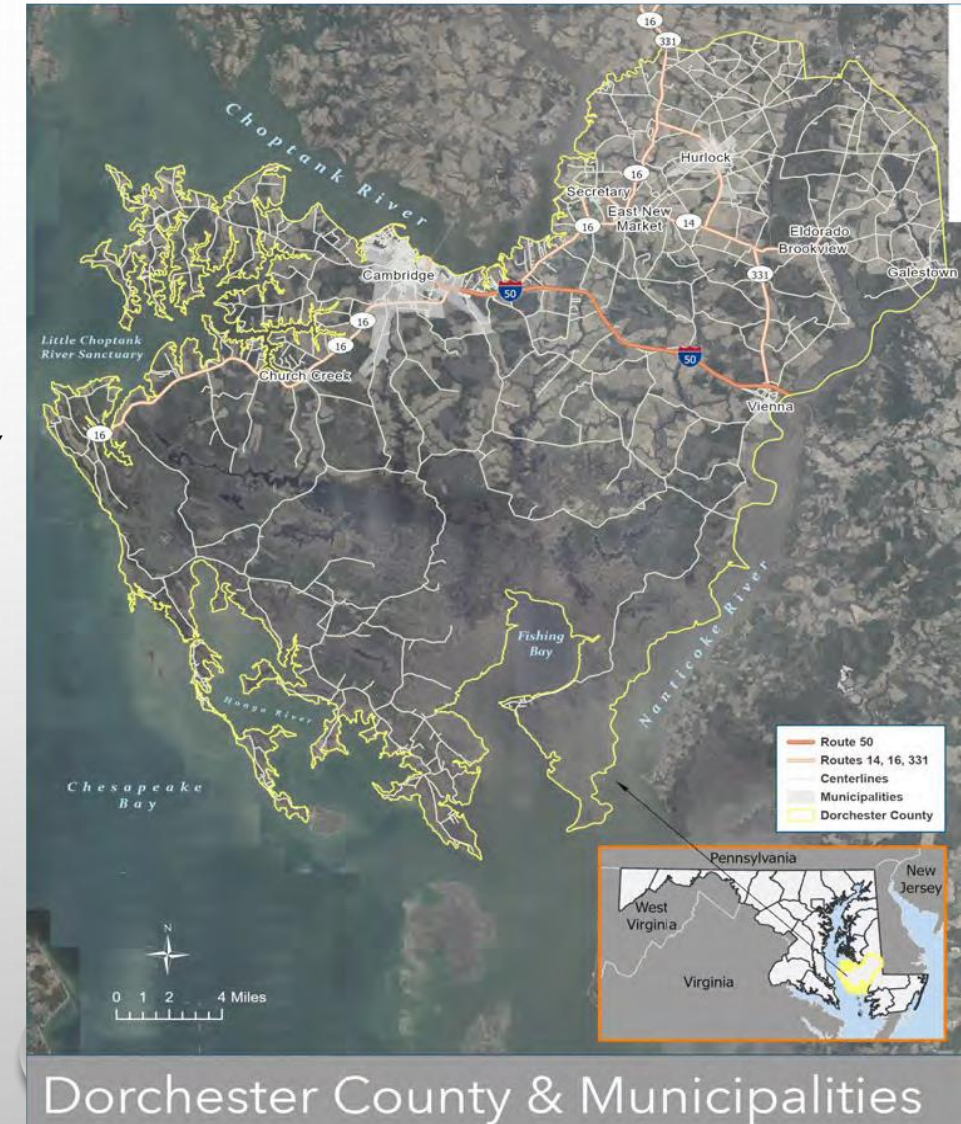 16
331
Choptank River
Hurlock
16
Secretary
East New
Market
16
14
Eldorado
Brookview
331
Galestown
Cambridge
50
16
16
Little Choptank
River Sanctuary
Church Creek
50
Vienna
16
Fishing
Bay
Nanticoke River
Honga River
Chesapeake
Bay
Route 50
Routes 14, 16, 331
Centerlines
Municipalities
Dorchester County
Pennsylvania
New
Jersey
West
Virginia
Virginia
N
0 1 2 4 Miles
Dorchester County & Municipalities